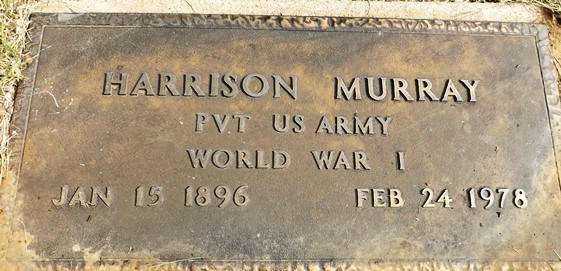 HARRISON MURRAY
PVT US ARMY
WORLD WAR I
JAN 15 1896 FEB 24 1978